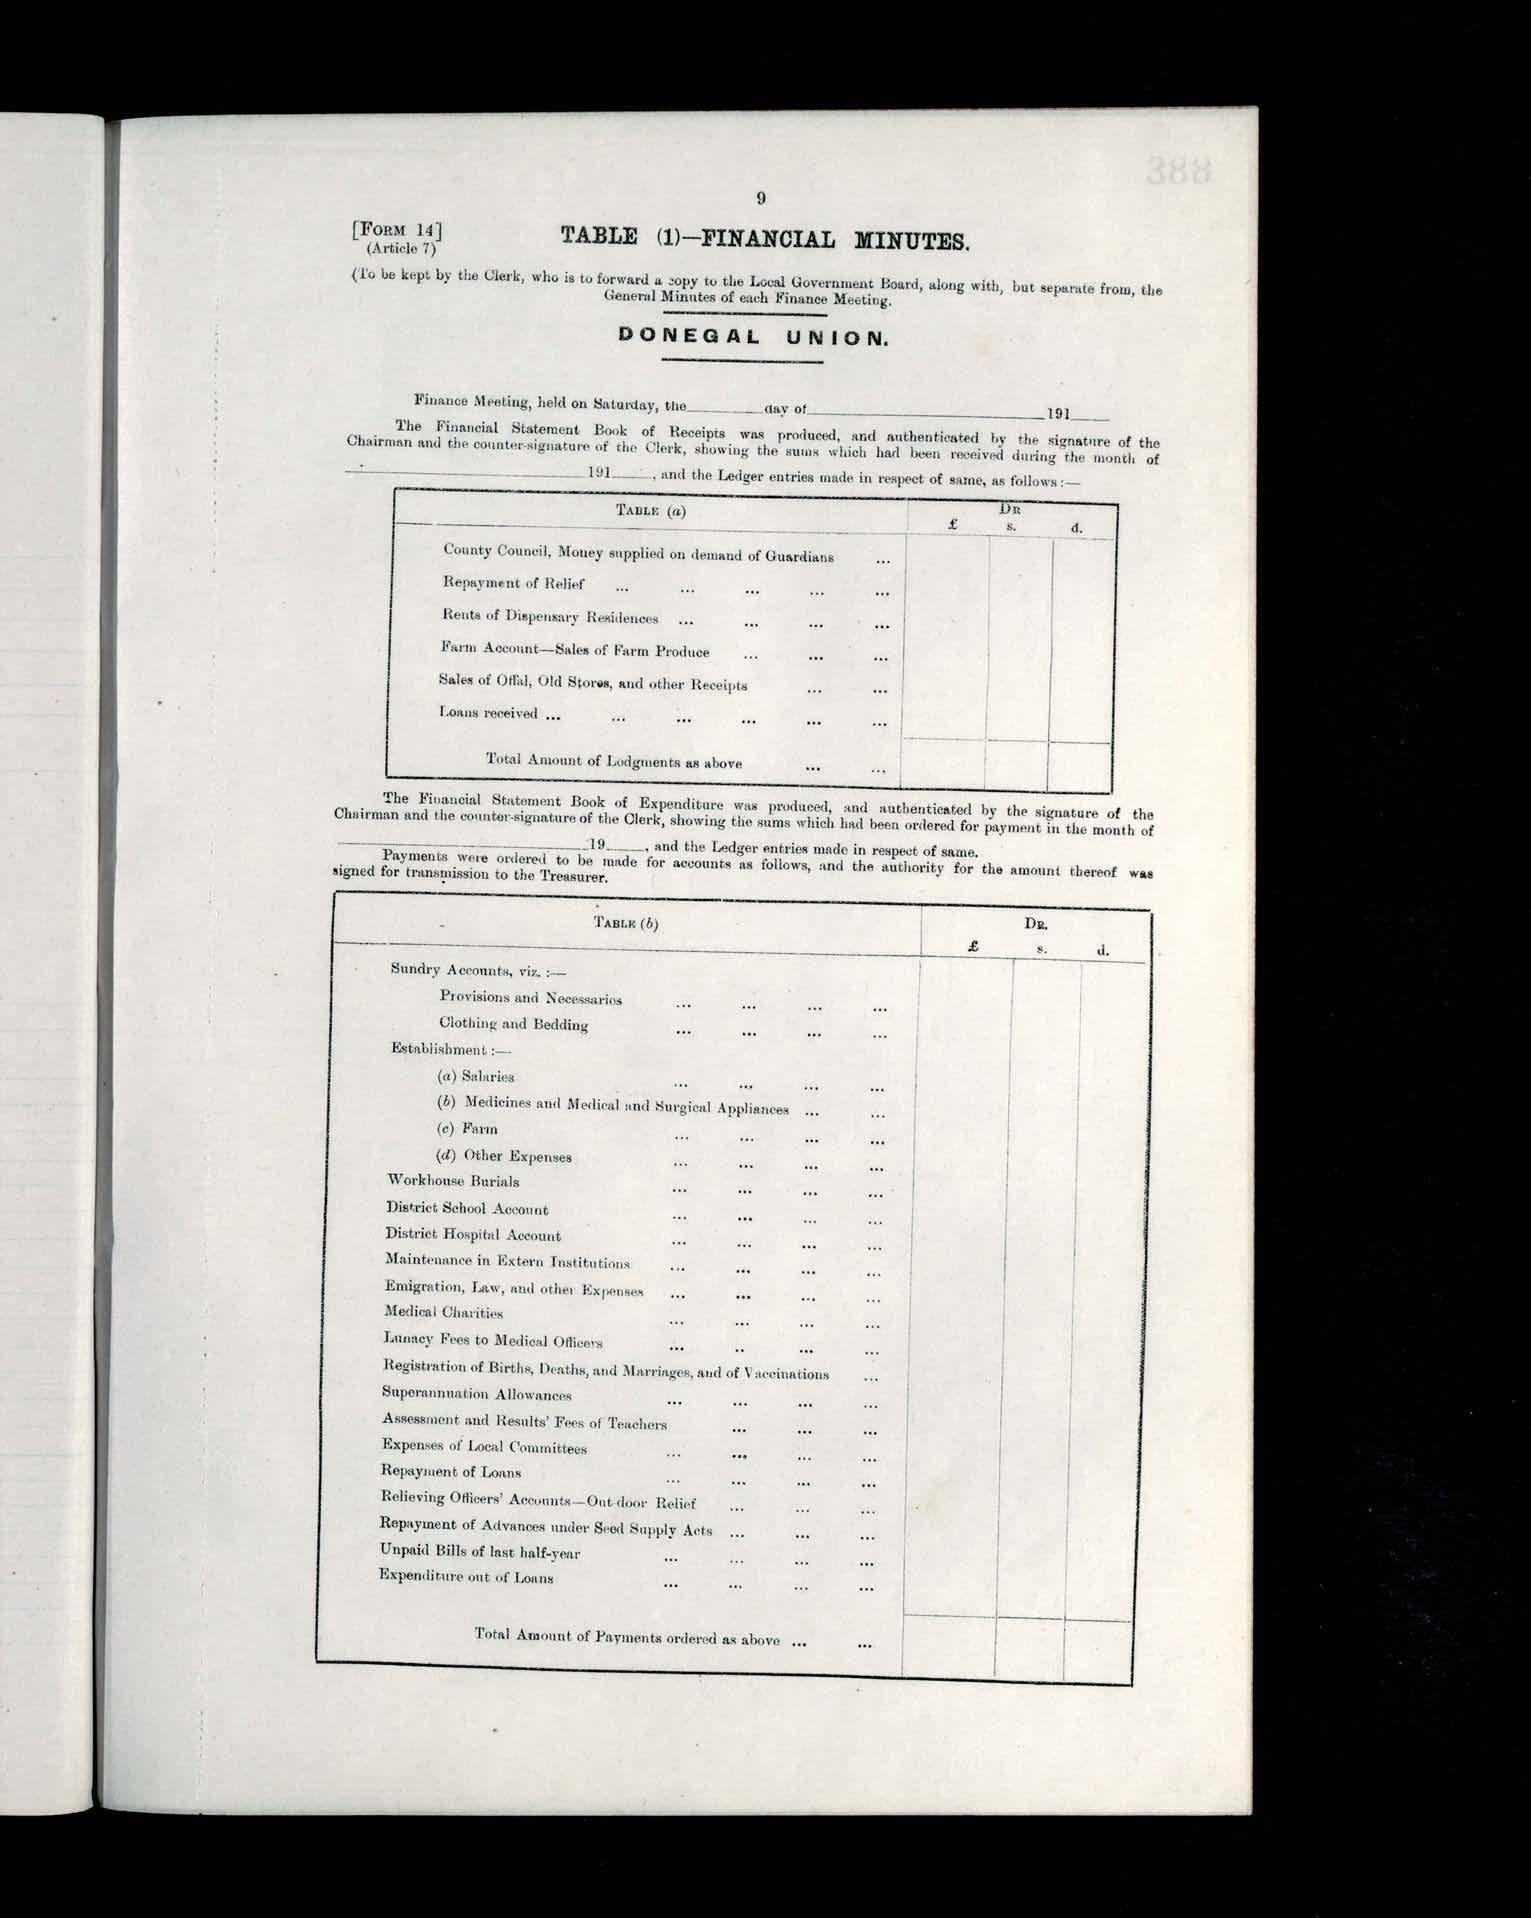 388
9
[FORM 14]
(Article 7)
TABLE (1)—FINANCIAL MINUTES.
(To be kept by the Clerk, who is to forward a copy to the Local Government Board, along with, but separate from, the
General Minutes of each Finance Meeting.
DONEGAL UNION.
Finance Meeting, held on Saturday, the________day of________________________191____
The Financial Statement Book of Receipts was produced, and authenticated by the signature of the
Chairman and the counter-signature of the Clerk, showing the sums which had been received during the month of
________________________191____, and the Ledger entries made in respect of same, as follows:—
TABLE (a) DR
£ s. d.
County Council, Money supplied on demand of Guardians ...
Repayment of Relief ... ... ... ... ...
Rents of Dispensary Residences ... ... ... ...
Farm Account—Sales of Farm Produce ... ... ...
Sales of Offal, Old Stores, and other Receipts ... ...
Loans received ... ... ... ... ... ...
Total Amount of Lodgments as above ... ...
The Financial Statement Book of Expenditure was produced, and authenticated by the signature of the
Chairman and the counter-signature of the Clerk, showing the sums which had been ordered for payment in the month of
________________________19____, and the Ledger entries made in respect of same.
Payments were ordered to be made for accounts as follows, and the authority for the amount thereof was
signed for transmission to the Treasurer.
TABLE (b) DR.
£ s. d.
Sundry Accounts, viz. :—
Provisions and Necessaries ... ... ... ...
Clothing and Bedding ... ... ... ...
Establishment :—
(a) Salaries ... ... ... ...
(b) Medicines and Medical and Surgical Appliances ... ...
(c) Farm ... ... ... ...
(d) Other Expenses ... ... ... ...
Workhouse Burials ... ... ... ...
District School Account ... ... ... ...
District Hospital Account ... ... ... ...
Maintenance in Extern Institutions ... ... ... ...
Emigration, Law, and other Expenses ... ... ... ...
Medical Charities ... ... ... ...
Lunacy Fees to Medical Officers ... .. ... ...
Registration of Births, Deaths, and Marriages, and of Vaccinations ...
Superannuation Allowances ... ... ... ...
Assessment and Results' Fees of Teachers ... ... ...
Expenses of Local Committees ... ... ... ...
Repayment of Loans ... ... ... ...
Relieving Officers' Accounts—Out-door Relief ... ... ...
Repayment of Advances under Seed Supply Acts ... ... ...
Unpaid Bills of last half-year ... ... ... ...
Expenditure out of Loans ... ... ... ...
Total Amount of Payments ordered as above ... ...